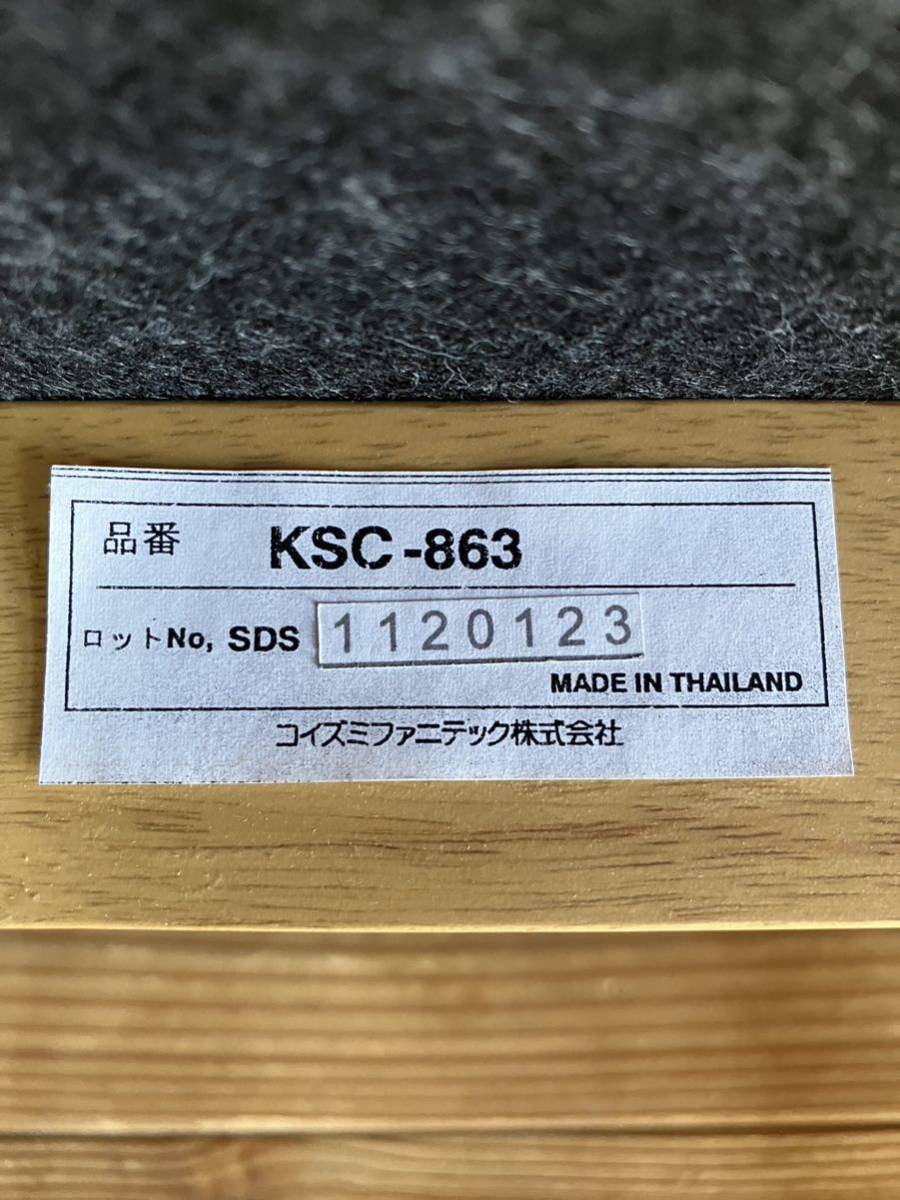 品番 KSC-863
ロットNo, SDS 1120123
MADE IN THAILAND
コイズミファニテック株式会社